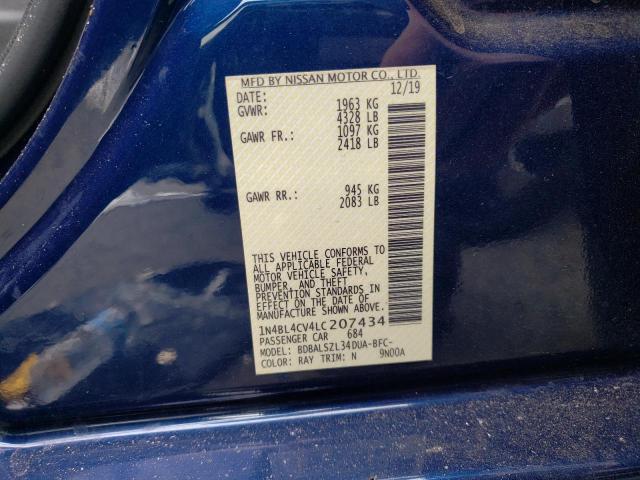 MFD BY NISSAN MOTOR CO., LTD.
DATE: 12/19
GVWR: 1963 KG
4328 LB
GAWR FR.: 1097 KG
2418 LB
GAWR RR.: 945 KG
2083 LB
THIS VEHICLE CONFORMS TO
ALL APPLICABLE FEDERAL
MOTOR VEHICLE SAFETY,
BUMPER, AND THEFT
PREVENTION STANDARDS IN
EFFECT ON THE DATE OF
MANUFACTURE SHOWN ABOVE.
1N4BL4CV4LC207434
PASSENGER CAR 684
MODEL: BDBALSZL34DUA-BFC-
COLOR: RAY TRIM: N 9N00A